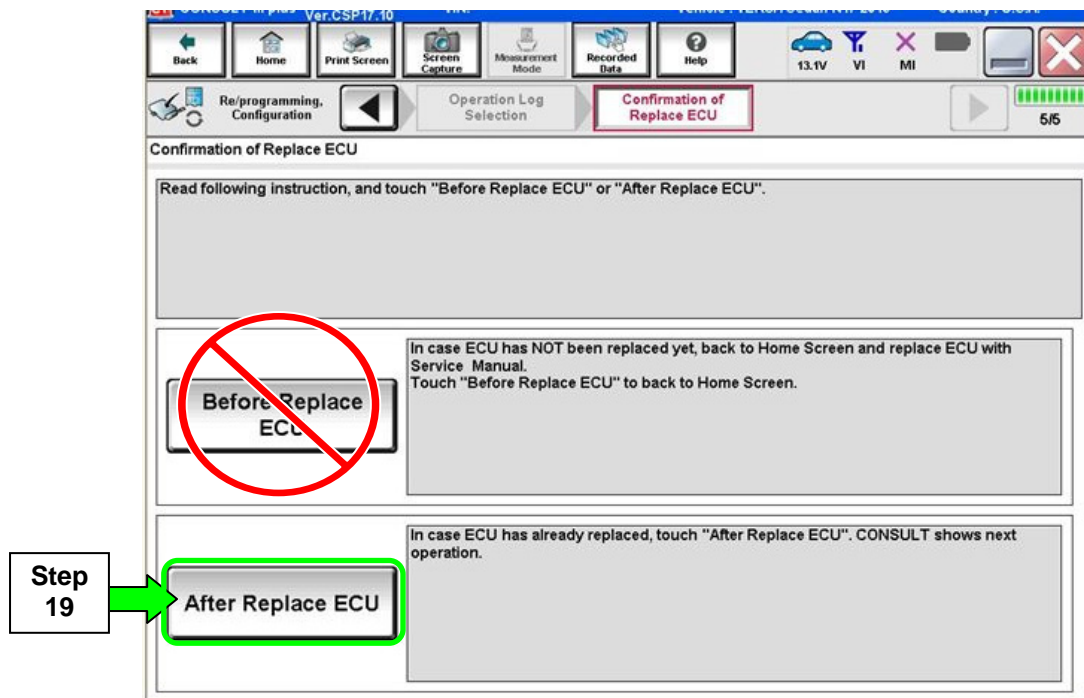 Ver.CSP17.10
Back
Home
Print Screen
Screen
Capture
Measurement
Mode
Recorded
Data
Help
13.1V
VI
MI
Re/programming,
Configuration
Operation Log
Selection
Confirmation of
Replace ECU
5/5
Confirmation of Replace ECU
Read following instruction, and touch "Before Replace ECU" or "After Replace ECU".
Before Replace
ECU
In case ECU has NOT been replaced yet, back to Home Screen and replace ECU with
Service Manual.
Touch "Before Replace ECU" to back to Home Screen.
Step
19
After Replace ECU
In case ECU has already replaced, touch "After Replace ECU". CONSULT shows next
operation.